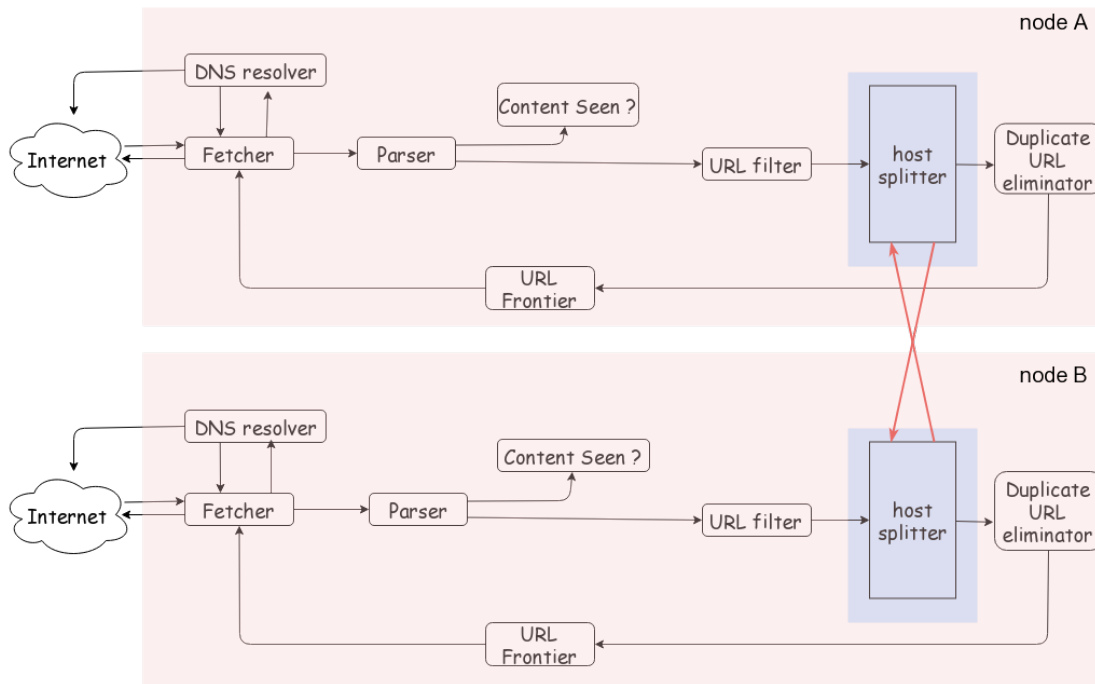 node A
DNS resolver
Content Seen ?
Internet
Fetcher
Parser
URL filter
host
splitter
Duplicate
URL
eliminator
URL
Frontier
node B
DNS resolver
Content Seen ?
Internet
Fetcher
Parser
URL filter
host
splitter
Duplicate
URL
eliminator
URL
Frontier